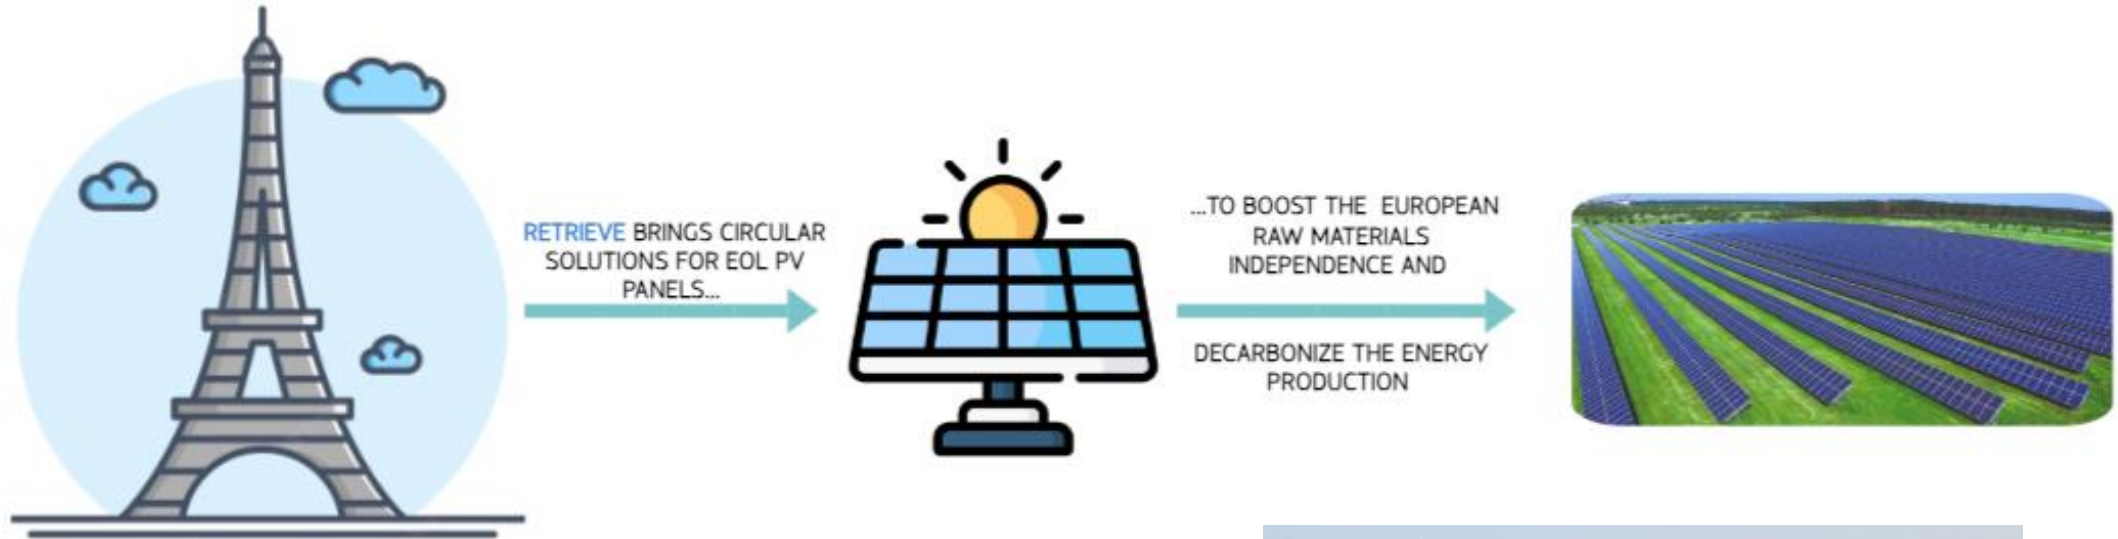 RETRIEVE BRINGS CIRCULAR
SOLUTIONS FOR EOL PV
PANELS...
...TO BOOST THE EUROPEAN
RAW MATERIALS
INDEPENDENCE AND
DECARBONIZE THE ENERGY
PRODUCTION